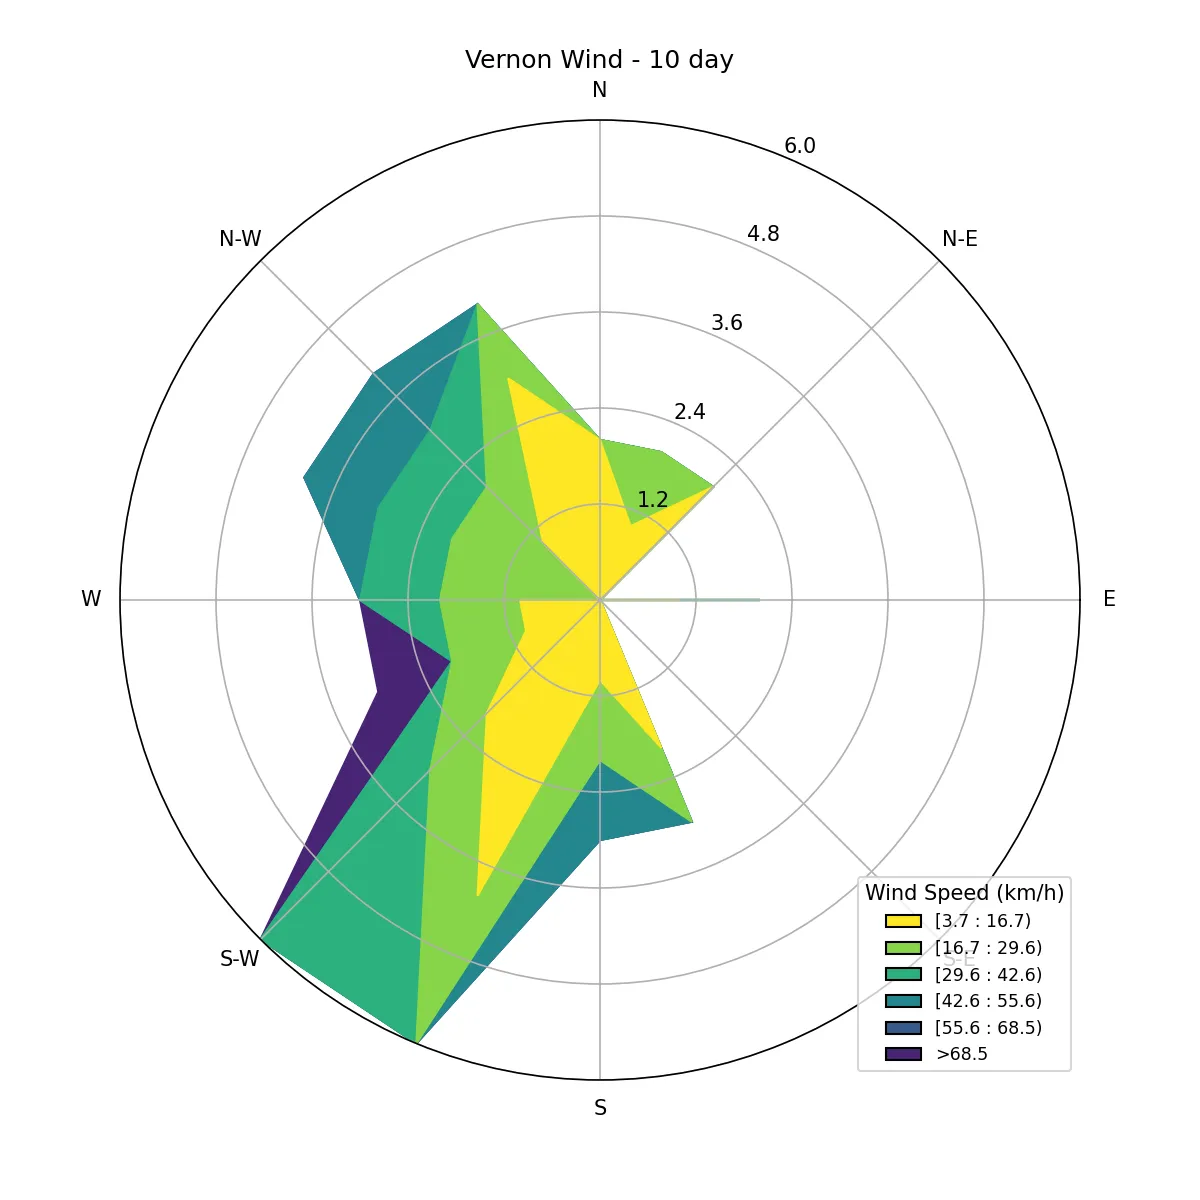 Vernon Wind - 10 day
N
6.0
4.8
N-W
N-E
3.6
2.4
1.2
W
E
Wind Speed (km/h)
[3.7 : 16.7)
[16.7 : 29.6)
S-W
S-E
[29.6 : 42.6)
[42.6 : 55.6)
[55.6 : 68.5)
>68.5
S